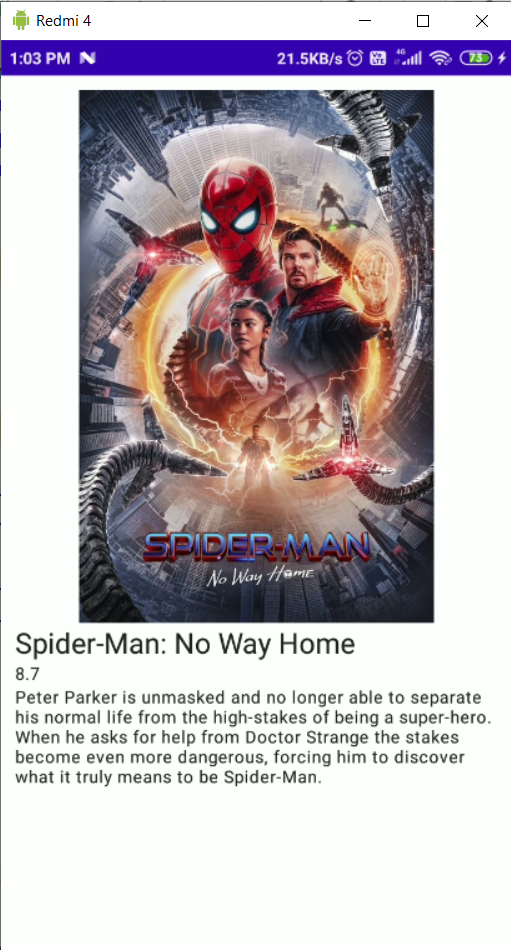 Redmi 4
1:03 PM 21.5KB/s Vo LTE 4G 73
SPIDER-MAN
No Way Home
Spider-Man: No Way Home
8.7
Peter Parker is unmasked and no longer able to separate
his normal life from the high-stakes of being a super-hero.
When he asks for help from Doctor Strange the stakes
become even more dangerous, forcing him to discover
what it truly means to be Spider-Man.